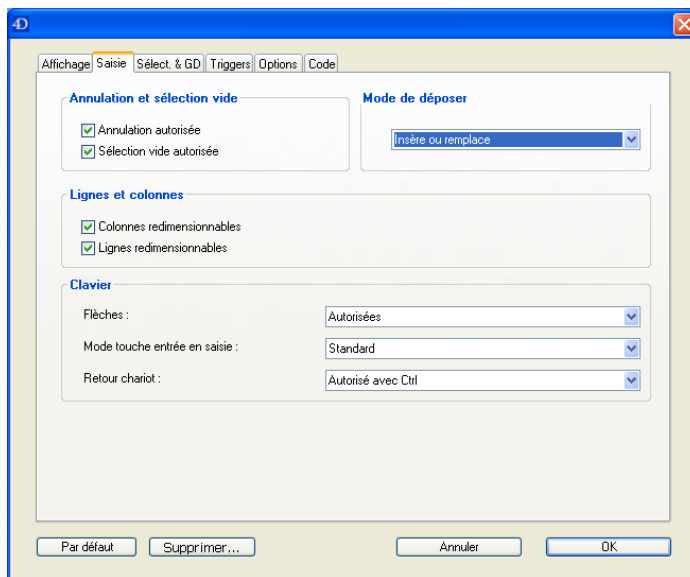 4D
Affichage Saisie Sélect. & GD Triggers Options Code
Annulation et sélection vide
Annulation autorisée
Sélection vide autorisée
Mode de déposer
Insère ou remplace
Lignes et colonnes
Colonnes redimensionnables
Lignes redimensionnables
Clavier
Flèches : Autorisées
Mode touche entrée en saisie : Standard
Retour chariot : Autorisé avec Ctrl
Par défaut Supprimer... Annuler OK